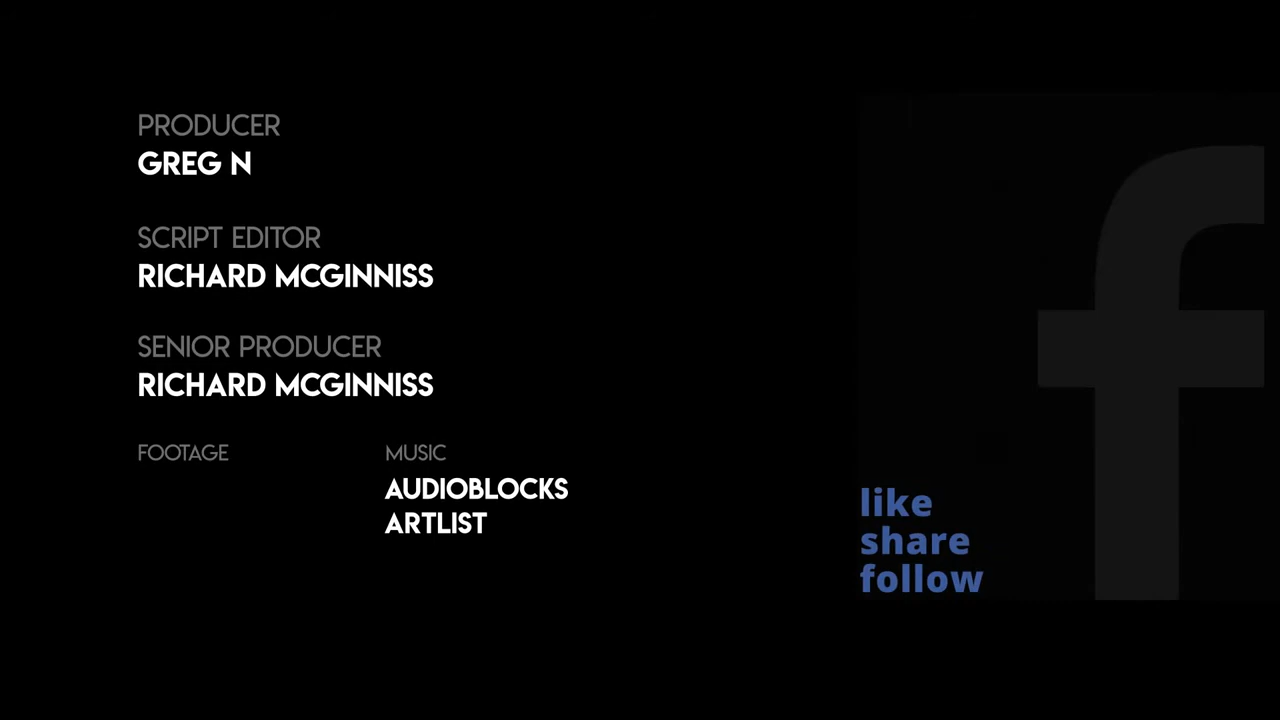 PRODUCER
GREG N
SCRIPT EDITOR
RICHARD MCGINNISS
SENIOR PRODUCER
RICHARD MCGINNISS
FOOTAGE
MUSIC
AUDIOBLOCKS
ARTLIST
f
like
share
follow